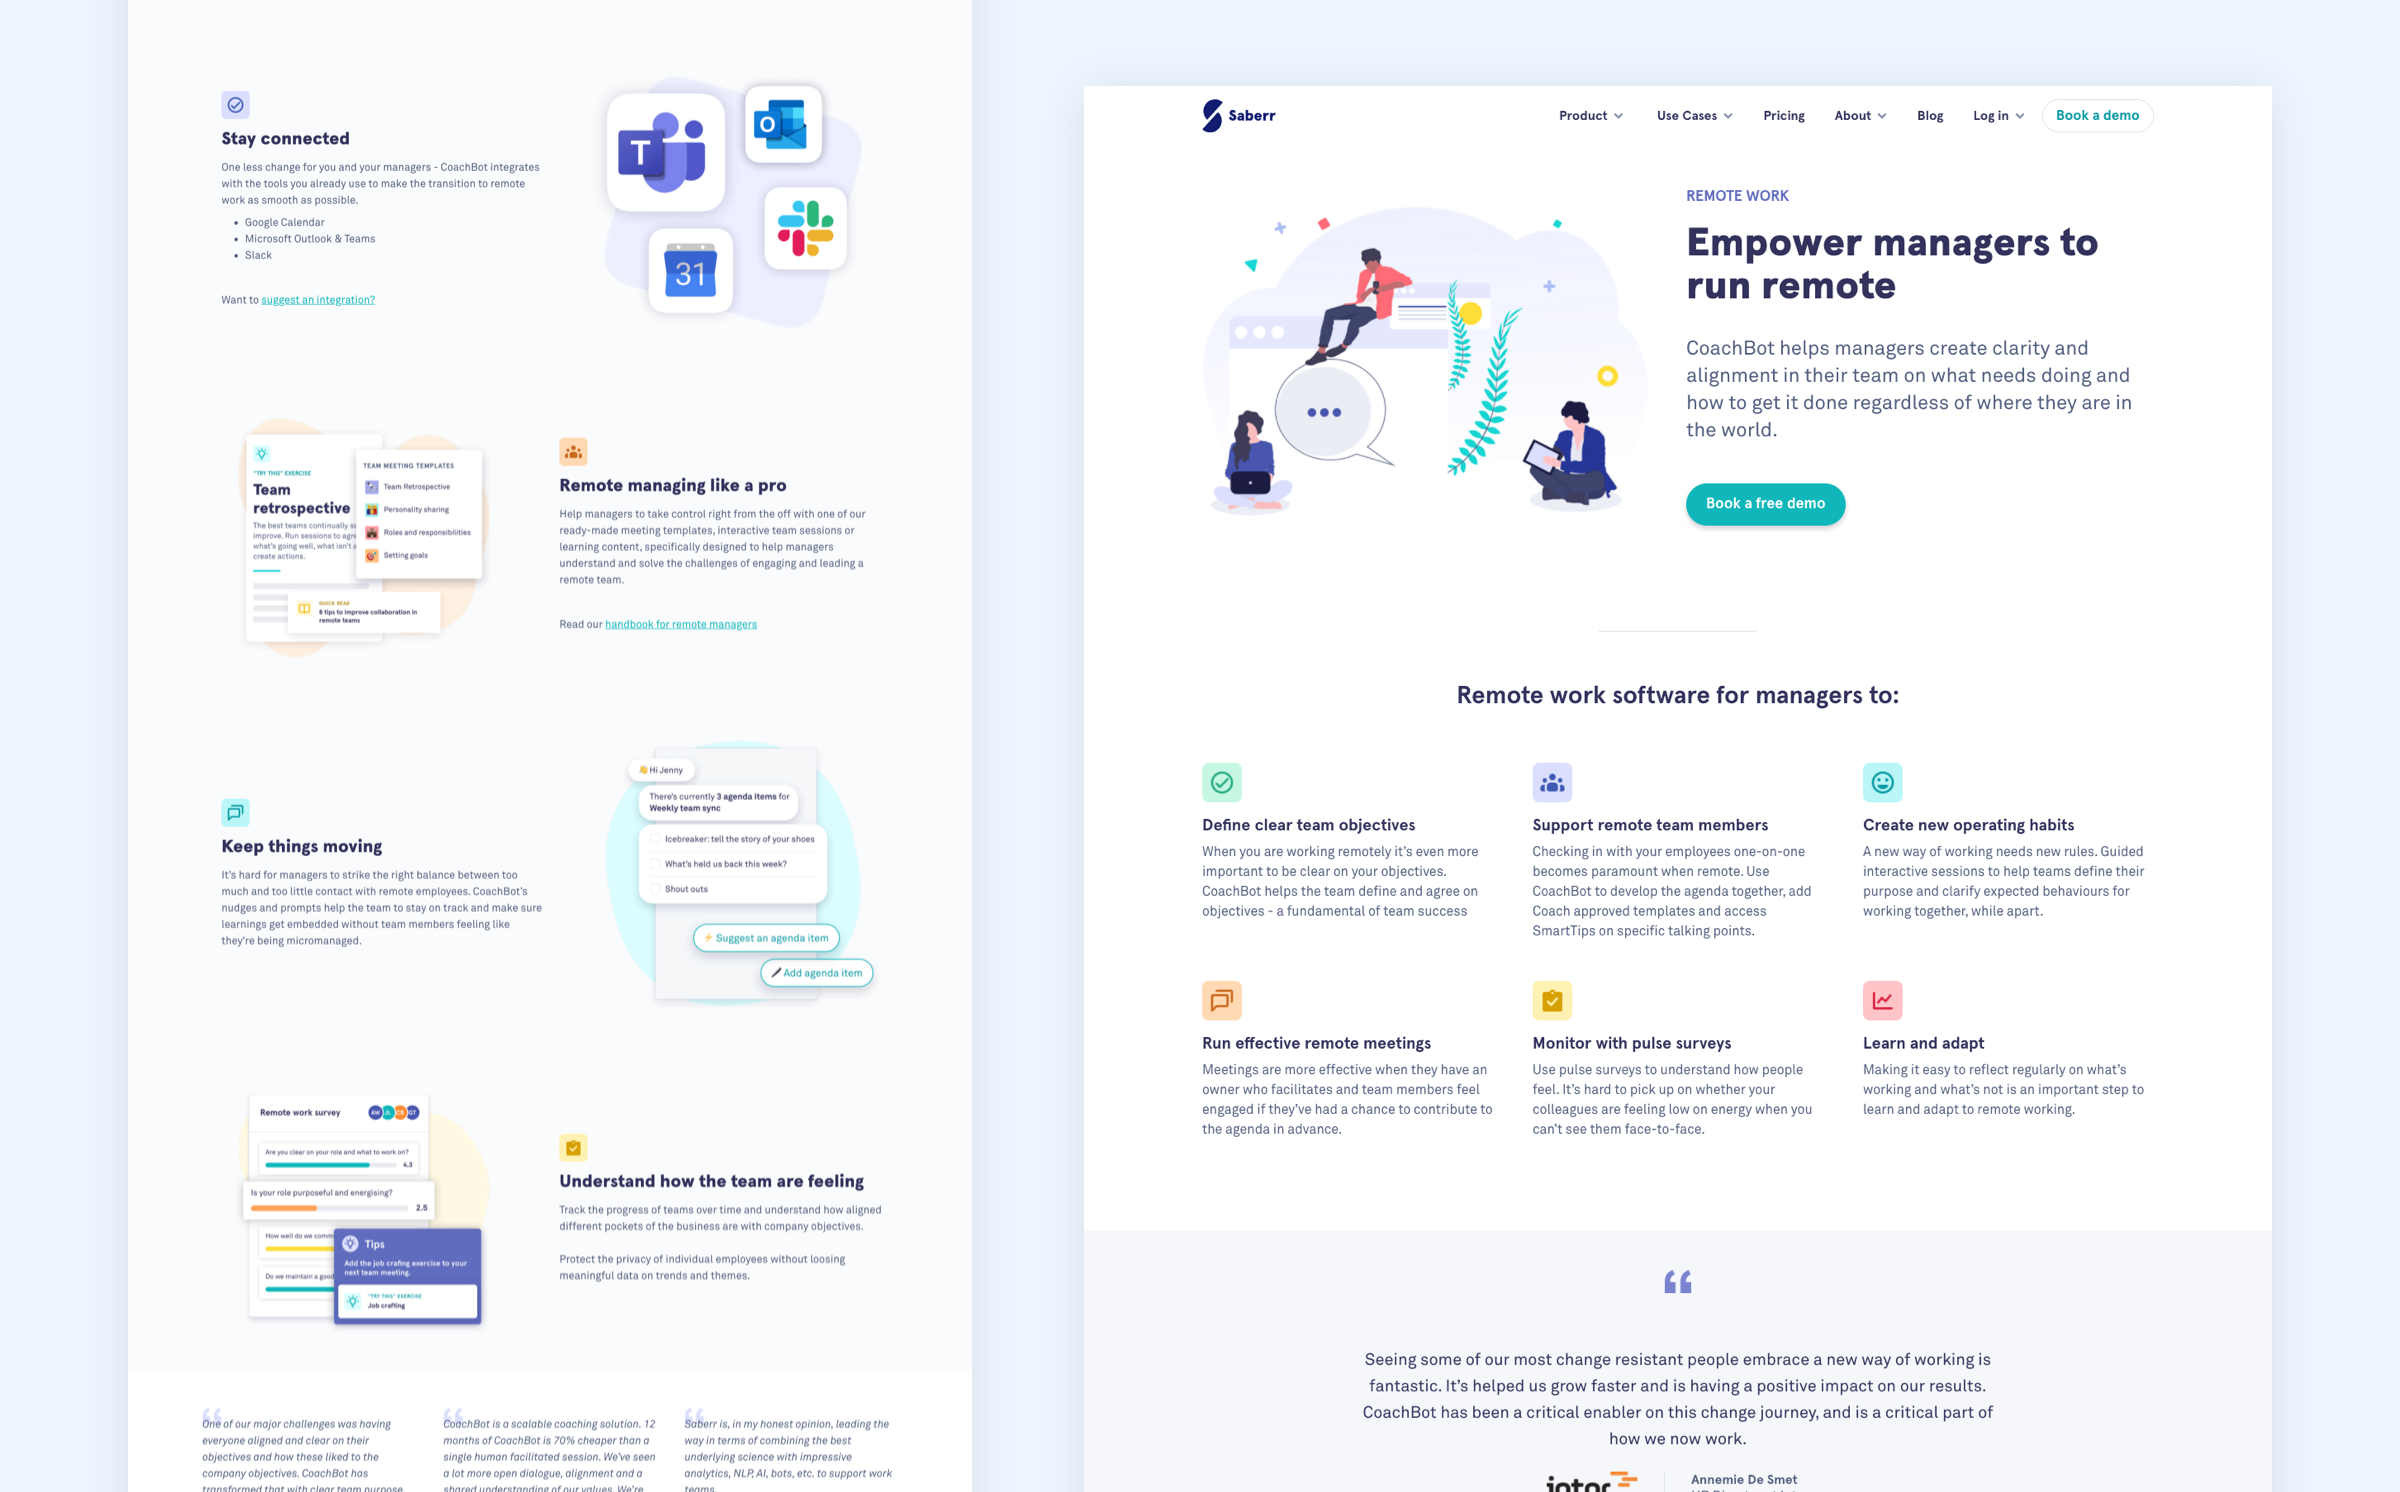 Stay connected
One less change for you and your managers - CoachBot integrates
with the tools you already use to make the transition to remote
work as smooth as possible.
• Google Calendar
• Microsoft Outlook & Teams
• Slack
Want to suggest an integration?
T
O
31
"TRY THIS" EXERCISE
Team
retrospective
The best teams continually se
improve. Run sessions to agre
what's going well, what isn't a
create actions.
TEAM MEETING TEMPLATES
Team Retrospective
Personality sharing
Roles and responsibilities
Setting goals
QUICK READ
8 tips to improve collaboration in
remote teams
Remote managing like a pro
Help managers to take control right from the off with one of our
ready-made meeting templates, interactive team sessions or
learning content, specifically designed to help managers
understand and solve the challenges of engaging and leading a
remote team.
Read our handbook for remote managers
Keep things moving
It's hard for managers to strike the right balance between too
much and too little contact with remote employees. CoachBot's
nudges and prompts help the team to stay on track and make sure
learnings get embedded without team members feeling like
they're being micromanaged.
👋 Hi Jenny
There's currently 3 agenda items for
Weekly team sync
Icebreaker: tell the story of your shoes
What's held us back this week?
Shout outs
⚡ Suggest an agenda item
Add agenda item
Remote work survey
AW JL CB GT
Are you clear on your role and what to work on?
4.3
Is your role purposeful and energising?
2.5
How well do we comm
Do we maintain a good
Tips
Add the job crafing exercise to your
next team meeting.
"TRY THIS" EXERCISE
Job crafting
Understand how the team are feeling
Track the progress of teams over time and understand how aligned
different pockets of the business are with company objectives.
Protect the privacy of individual employees without loosing
meaningful data on trends and themes.
One of our major challenges was having
everyone aligned and clear on their
objectives and how these liked to the
company objectives. CoachBot has
transformed that with clear team purpose,
CoachBot is a scalable coaching solution. 12
months of CoachBot is 70% cheaper than a
single human facilitated session. We've seen
a lot more open dialogue, alignment and a
shared understanding of our values. We're
Saberr is, in my honest opinion, leading the
way in terms of combining the best
underlying science with impressive
analytics, NLP, AI, bots, etc. to support work
teams.
Saberr
Product
Use Cases
Pricing
About
Blog
Log in
Book a demo
REMOTE WORK
Empower managers to
run remote
CoachBot helps managers create clarity and
alignment in their team on what needs doing and
how to get it done regardless of where they are in
the world.
Book a free demo
Remote work software for managers to:
Define clear team objectives
When you are working remotely it's even more
important to be clear on your objectives.
CoachBot helps the team define and agree on
objectives - a fundamental of team success
Support remote team members
Checking in with your employees one-on-one
becomes paramount when remote. Use
CoachBot to develop the agenda together, add
Coach approved templates and access
SmartTips on specific talking points.
Create new operating habits
A new way of working needs new rules. Guided
interactive sessions to help teams define their
purpose and clarify expected behaviours for
working together, while apart.
Run effective remote meetings
Meetings are more effective when they have an
owner who facilitates and team members feel
engaged if they've had a chance to contribute to
the agenda in advance.
Monitor with pulse surveys
Use pulse surveys to understand how people
feel. It's hard to pick up on whether your
colleagues are feeling low on energy when you
can't see them face-to-face.
Learn and adapt
Making it easy to reflect regularly on what's
working and what's not is an important step to
learn and adapt to remote working.
“
Seeing some of our most change resistant people embrace a new way of working is
fantastic. It's helped us grow faster and is having a positive impact on our results.
CoachBot has been a critical enabler on this change journey, and is a critical part of
how we now work.
Annemie De Smet